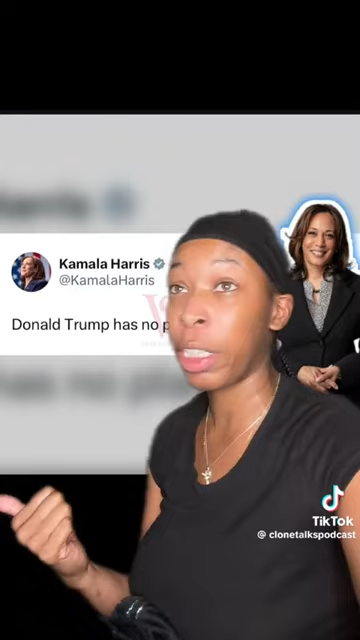 Kamala Harris
@KamalaHarris
Donald Trump has no
TikTok
@ clonetalkspodcast